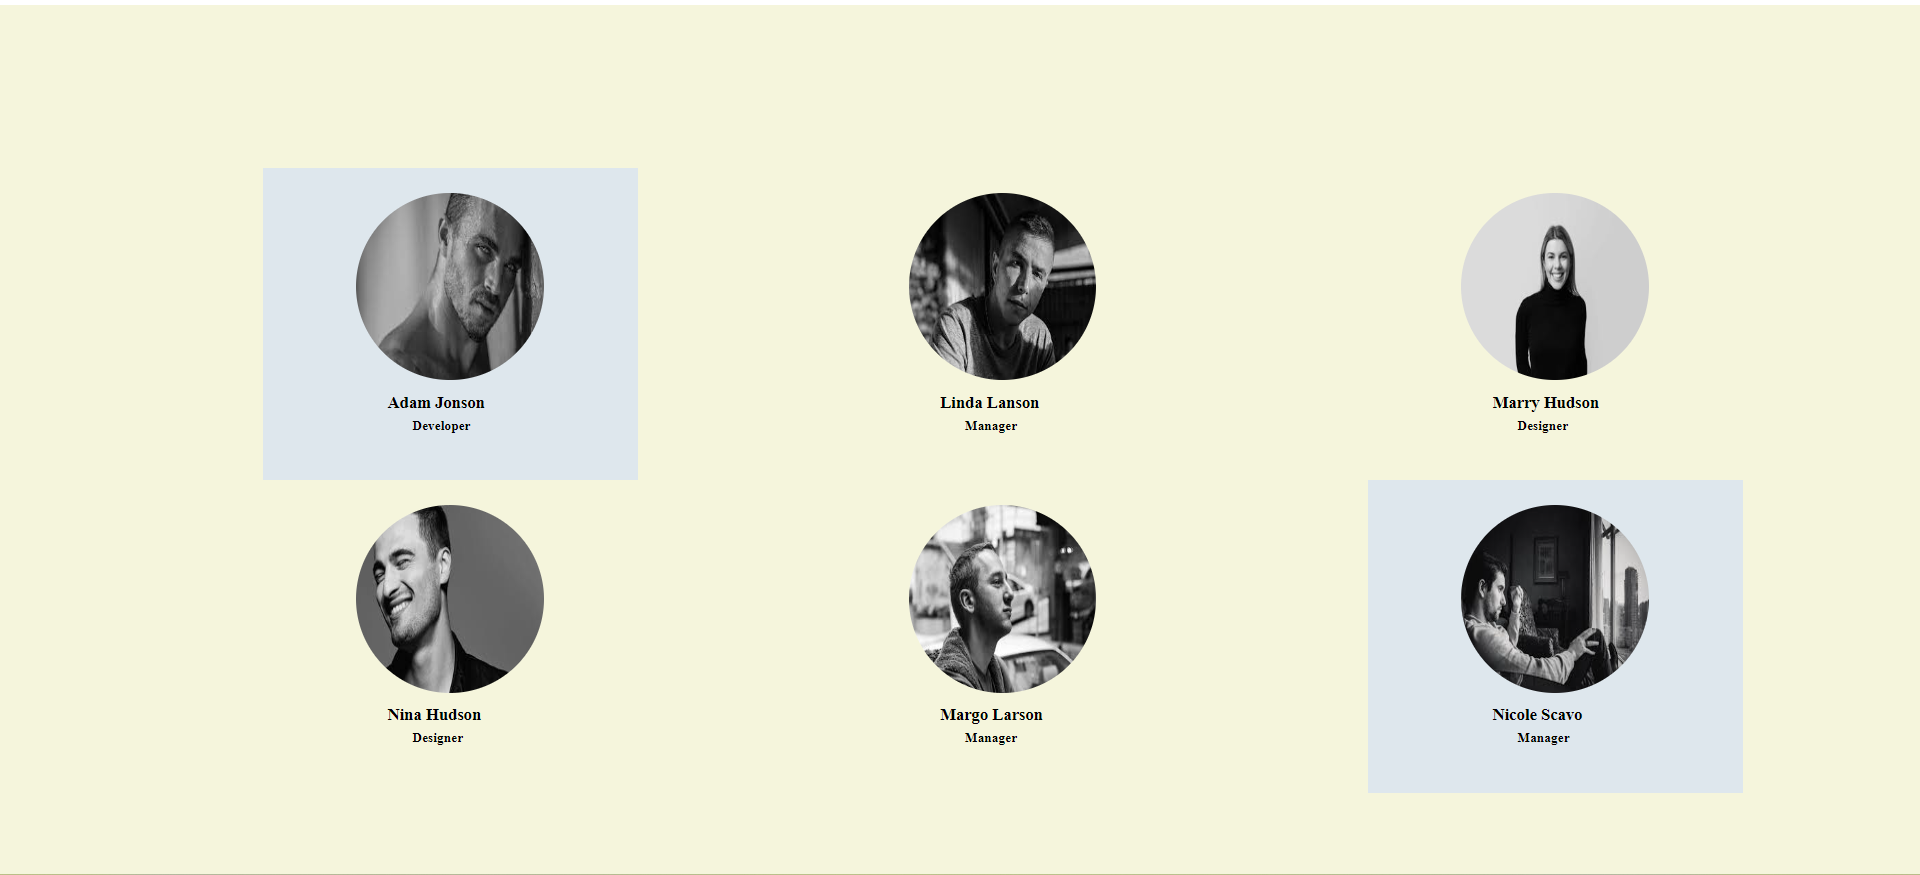 Adam Jonson
Developer
Linda Lanson
Manager
Marry Hudson
Designer
Nina Hudson
Designer
Margo Larson
Manager
Nicole Scavo
Manager